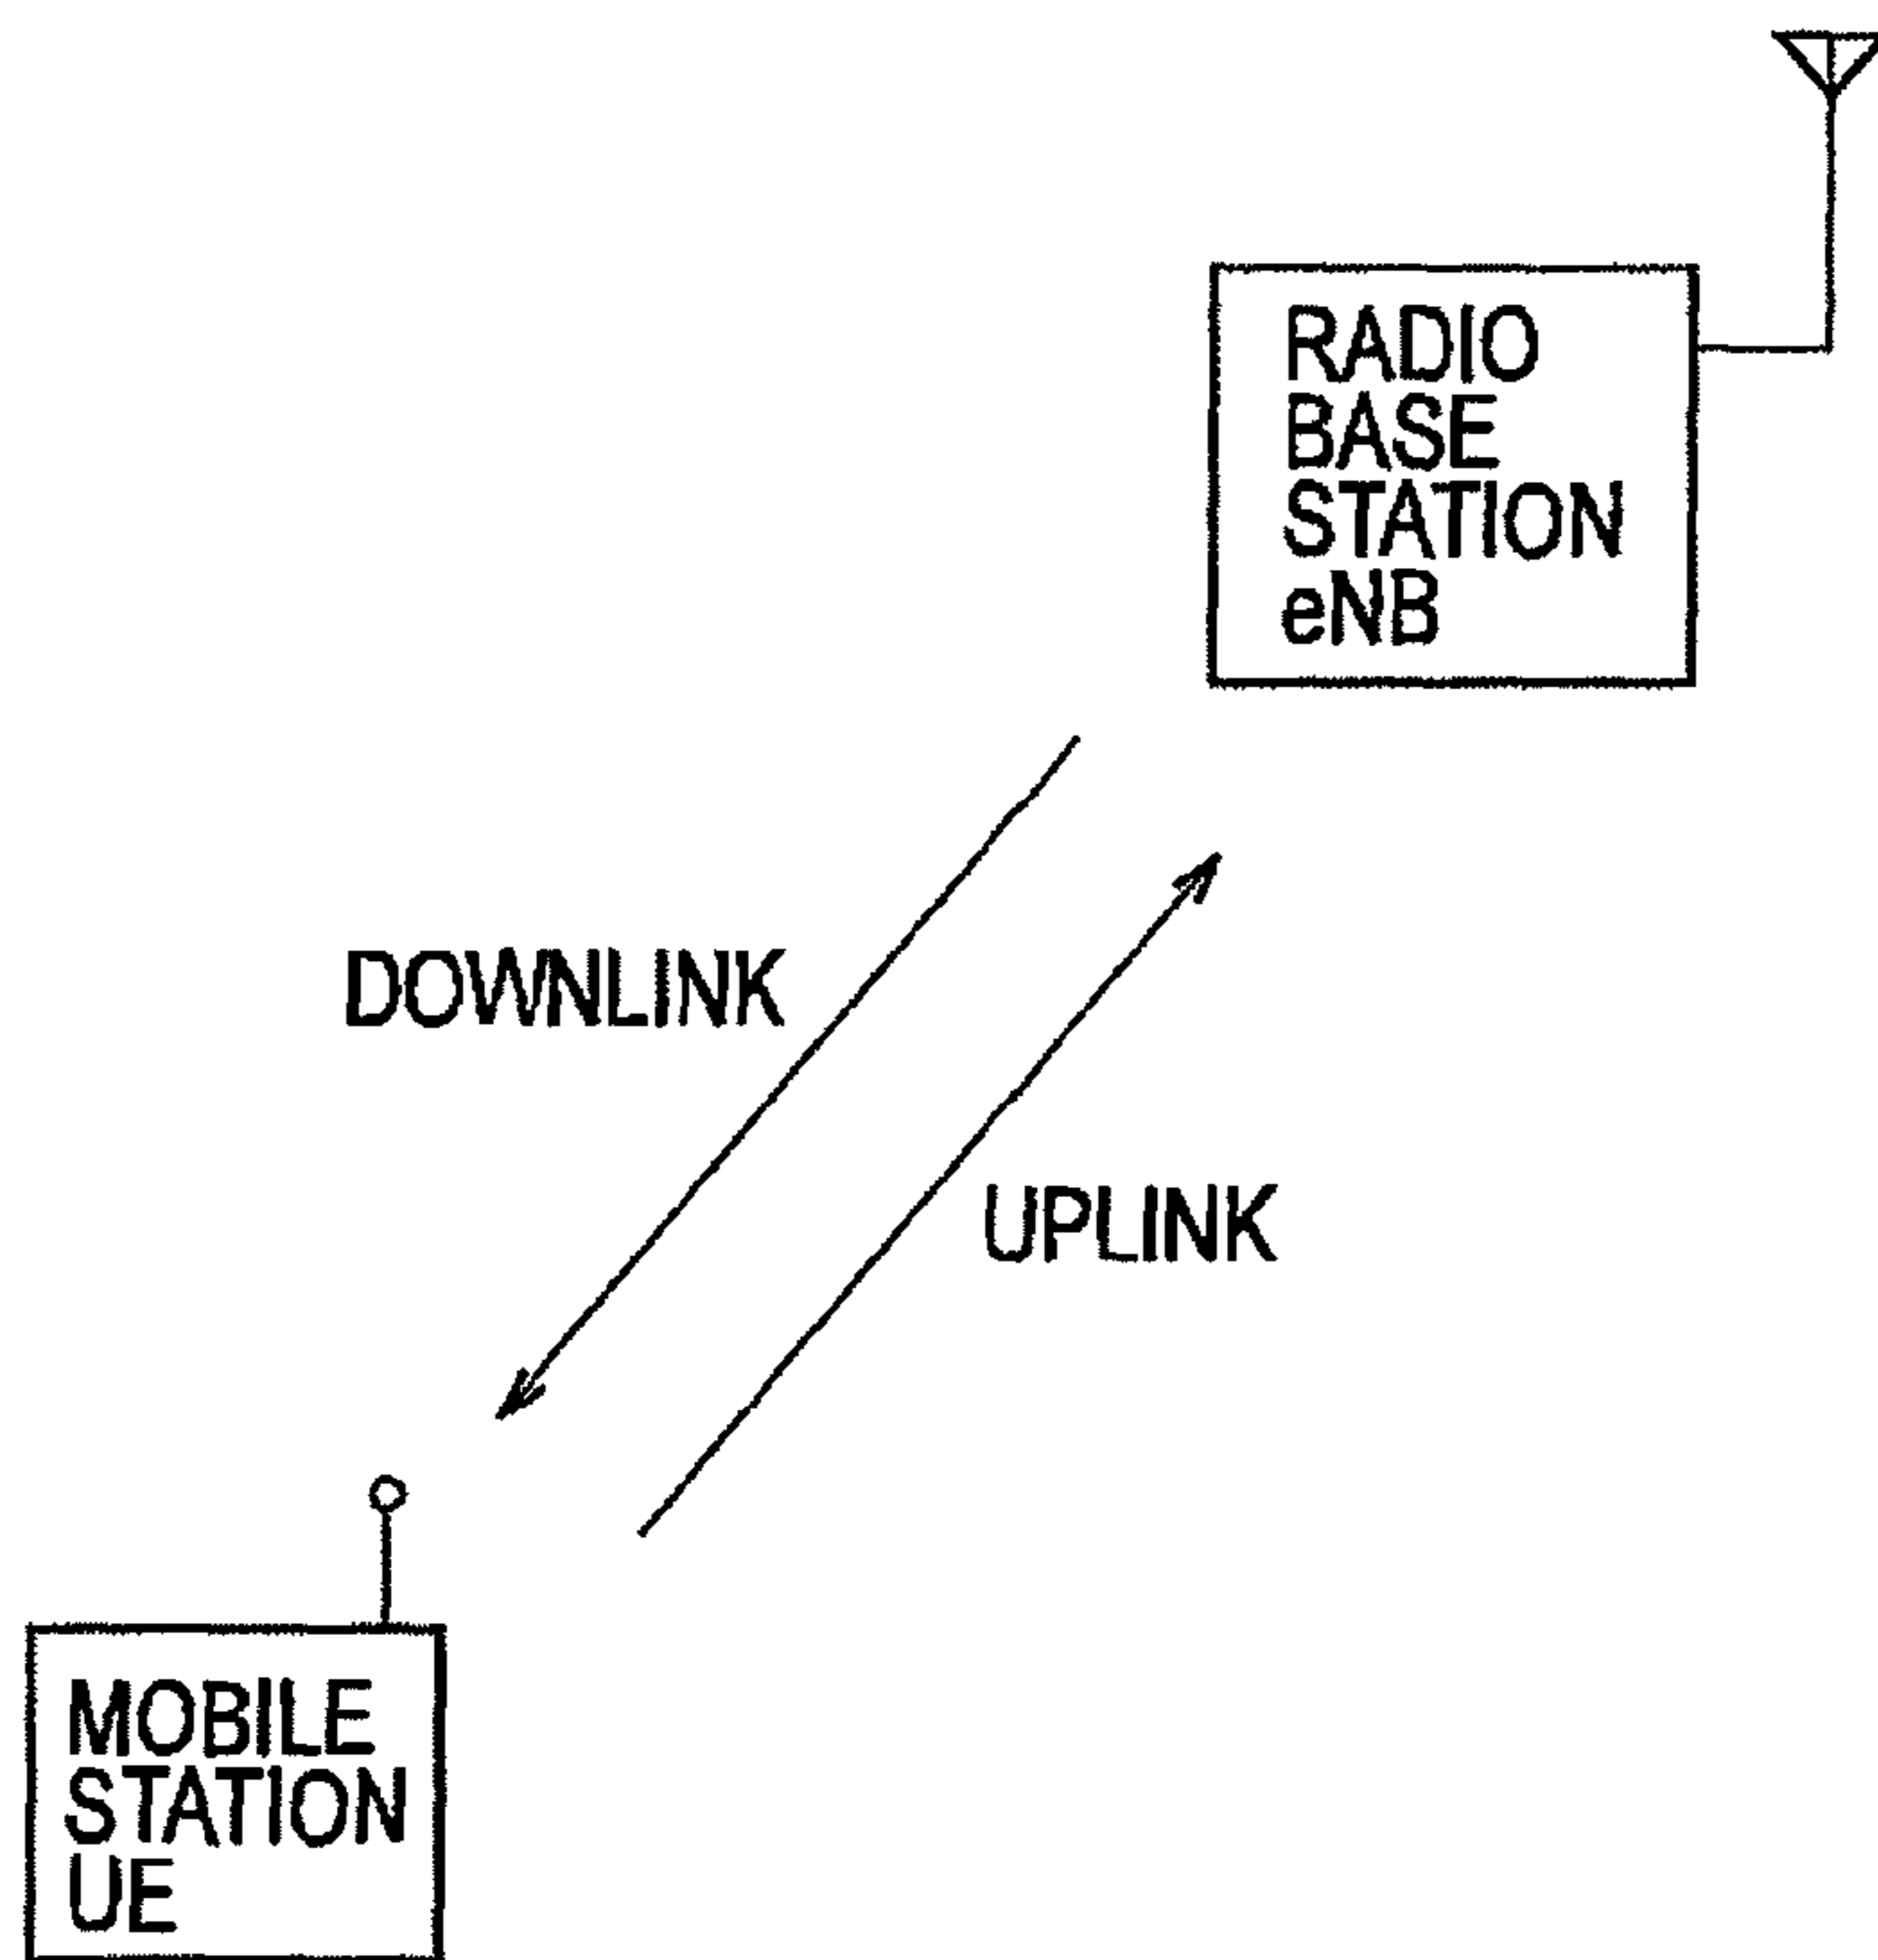 RADIO
BASE
STATION
eNB
DOWNLINK
UPLINK
MOBILE
STATION
UE